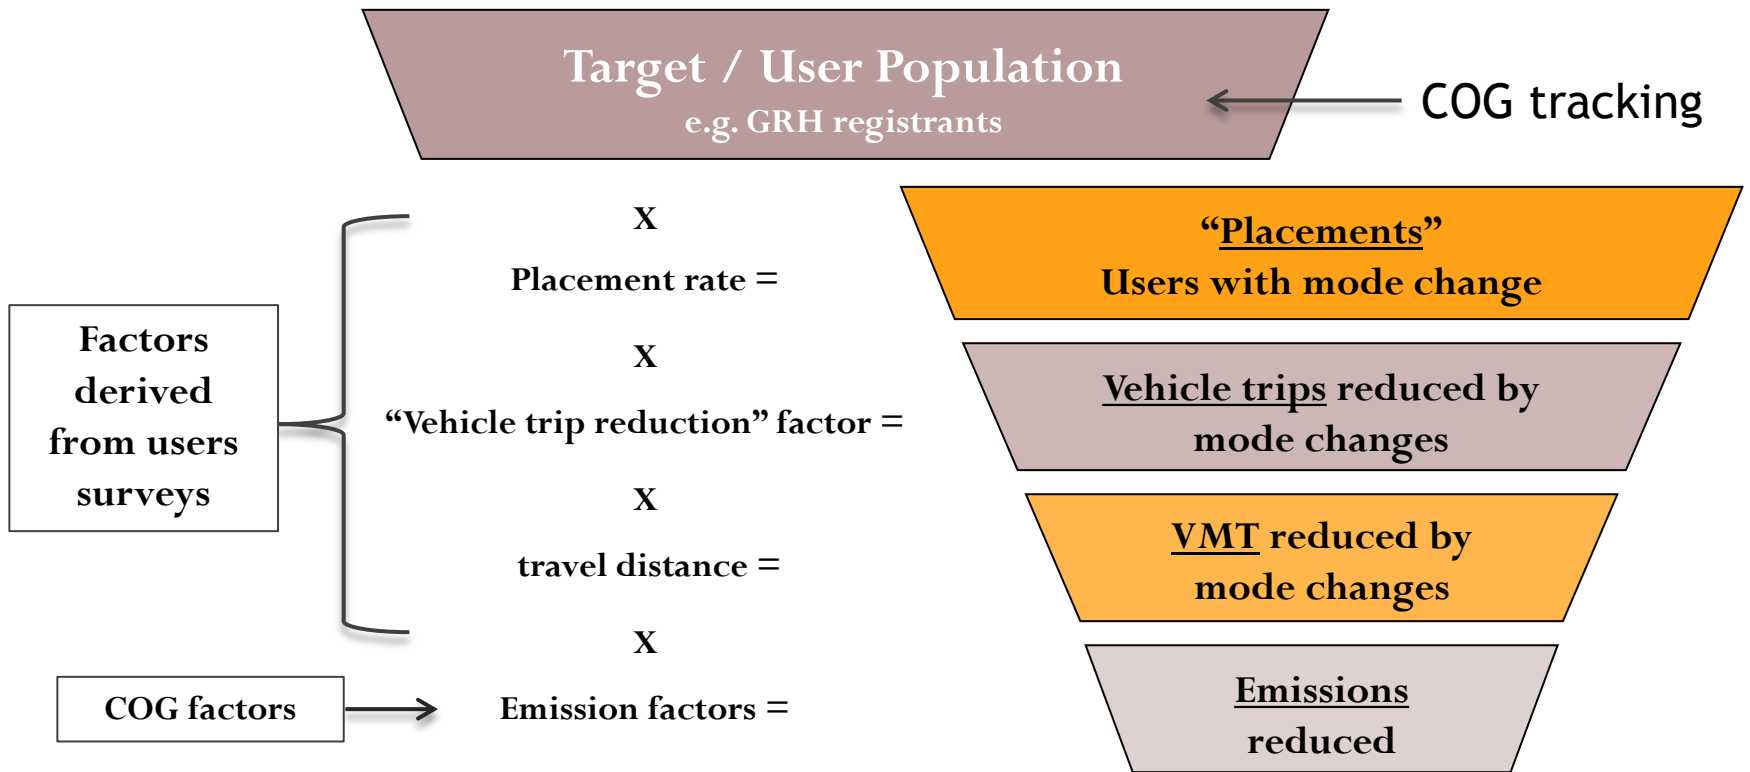 Target / User Population
e.g. GRH registrants
COG tracking
X
Placement rate =
“Placements”
Users with mode change
Factors
derived
from users
surveys
X
“Vehicle trip reduction” factor =
Vehicle trips reduced by
mode changes
X
travel distance =
VMT reduced by
mode changes
X
COG factors
Emission factors =
Emissions
reduced